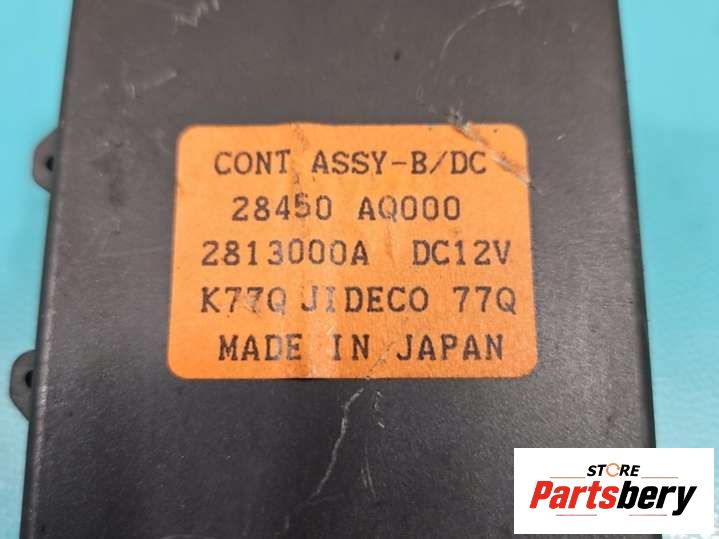 CONT ASSY-B/DC
28450 AQ000
2813000A DC12V
K77Q JIDECO 77Q
MADE IN JAPAN
STORE
Partsbery